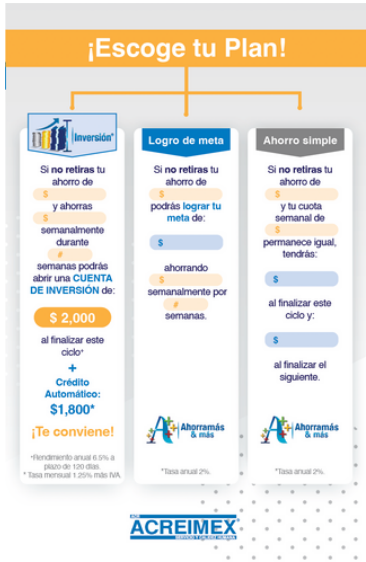 ¡Escoge tu Plan!
Inversión*
Si no retiras tu
ahorro de
$
y ahorras
$
semanalmente
durante
#
semanas podrás
abrir una CUENTA
DE INVERSIÓN de:
$ 2,000
al finalizar este
ciclo*
+
Crédito
Automático:
$1,800*
¡Te conviene!
*Rendimiento anual 6.5% a
plazo de 120 días.
* Tasa mensual 1.25% más IVA.
Logro de meta
Si no retiras tu
ahorro de
$
podrás lograr tu
meta de:
$
ahorrando
$
semanalmente por
#
semanas.
Ahorramás
& más
*Tasa anual 2%.
Ahorro simple
Si no retiras tu
ahorro de
$
y tu cuota
semanal de
$
permanece igual,
tendrás:
$
al finalizar este
ciclo y:
$
al finalizar el
siguiente.
Ahorramás
& más
*Tasa anual 2%.
ACREIMEX
SERVICIO Y CALIDAD HUMANA